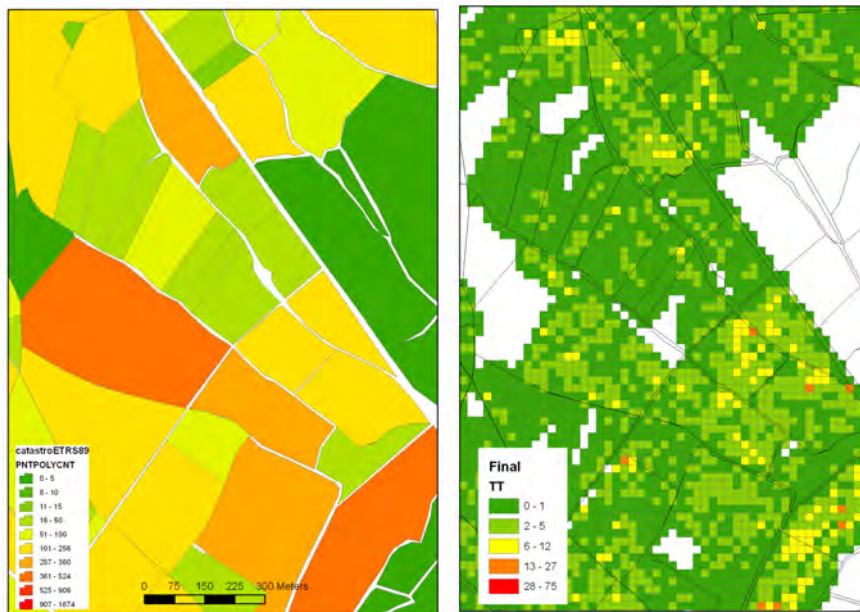 catastroETRS89
PNTPOLYCNT
0 - 5
6 - 10
11 - 15
16 - 50
51 - 100
101 - 256
257 - 360
361 - 524
525 - 906
907 - 1674
0 75 150 225 300 Meters
Final
TT
0 - 1
2 - 5
6 - 12
13 - 27
28 - 75